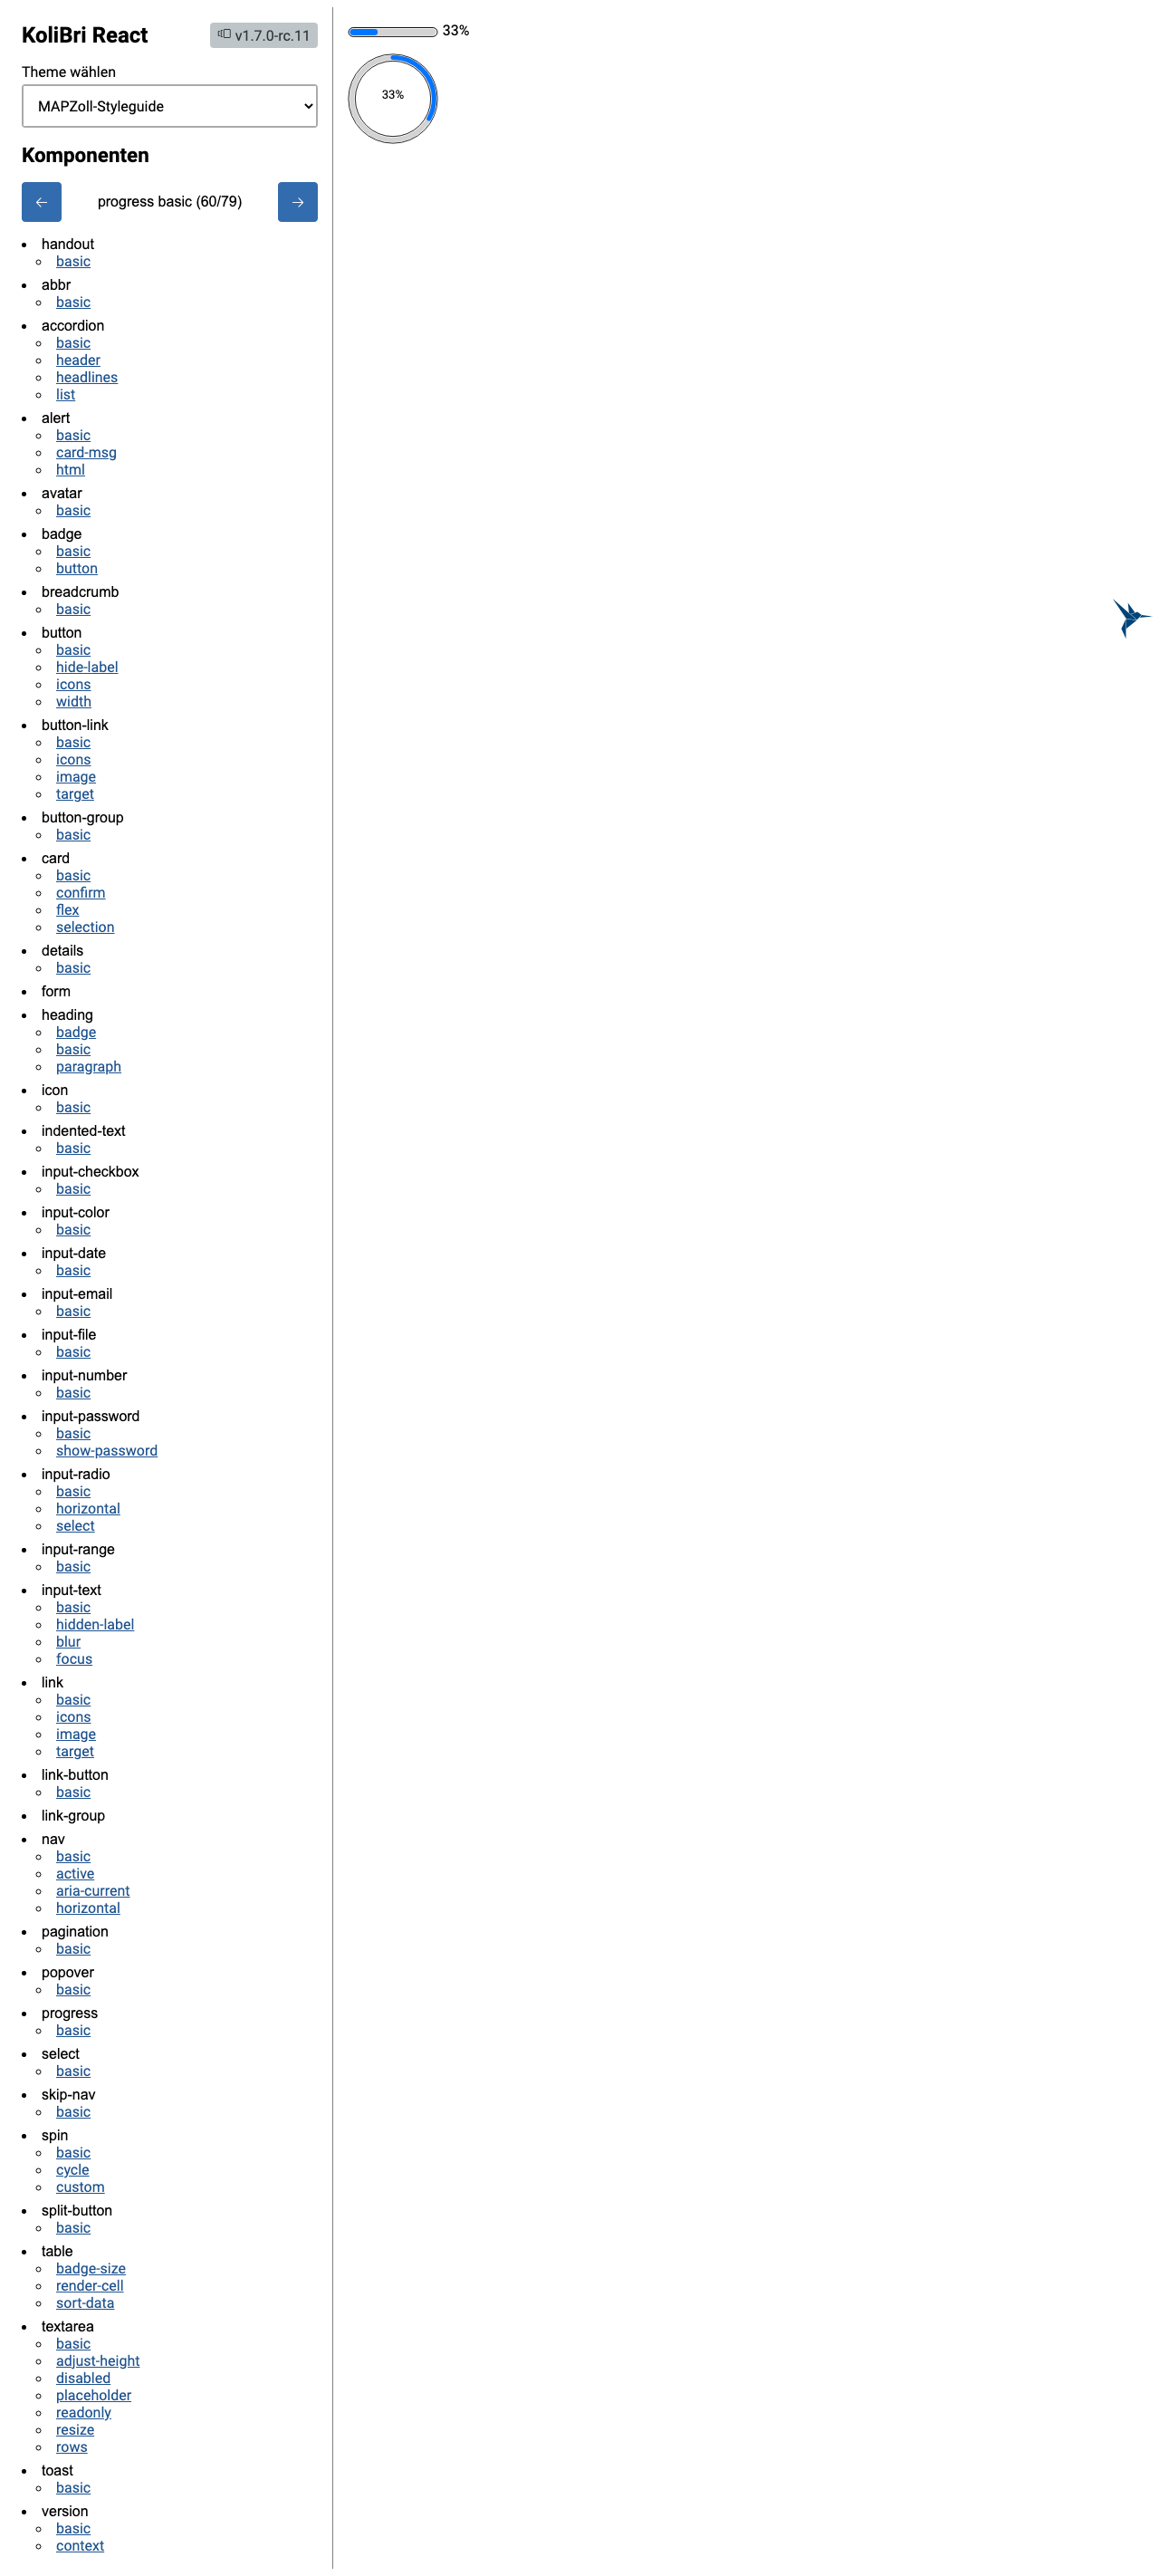 KoliBri React
v1.7.0-rc.11
Theme wählen
MAPZoll-Styleguide
Komponenten
progress basic (60/79)
handout
basic
abbr
basic
accordion
basic
header
headlines
list
alert
basic
card-msg
html
avatar
basic
badge
basic
button
breadcrumb
basic
button
basic
hide-label
icons
width
button-link
basic
icons
image
target
button-group
basic
card
basic
confirm
flex
selection
details
basic
form
heading
badge
basic
paragraph
icon
basic
indented-text
basic
input-checkbox
basic
input-color
basic
input-date
basic
input-email
basic
input-file
basic
input-number
basic
input-password
basic
show-password
input-radio
basic
horizontal
select
input-range
basic
input-text
basic
hidden-label
blur
focus
link
basic
icons
image
target
link-button
basic
link-group
nav
basic
active
aria-current
horizontal
pagination
basic
popover
basic
progress
basic
select
basic
skip-nav
basic
spin
basic
cycle
custom
split-button
basic
table
badge-size
render-cell
sort-data
textarea
basic
adjust-height
disabled
placeholder
readonly
resize
rows
toast
basic
version
basic
context
33%
33%